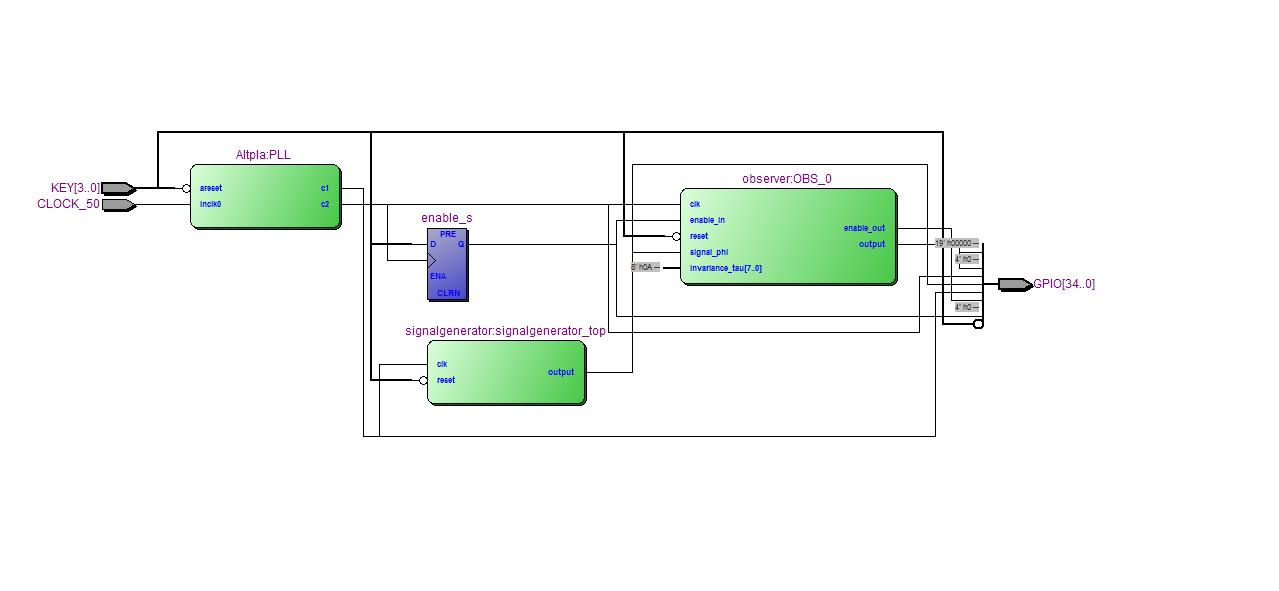 Altpla:PLL
KEY[3..0]
CLOCK_50
areset
inclk0
c1
c2
enable_s
PRE
D
Q
ENA
CLRN
signalgenerator:signalgenerator_top
clk
reset
output
observer:OBS_0
clk
enable_in
reset
signal_phi
invariance_tau[7..0]
enable_out
output
8' h0A --
19' h00000 --
4' h0 --
4' h0 --
GPIO[34..0]